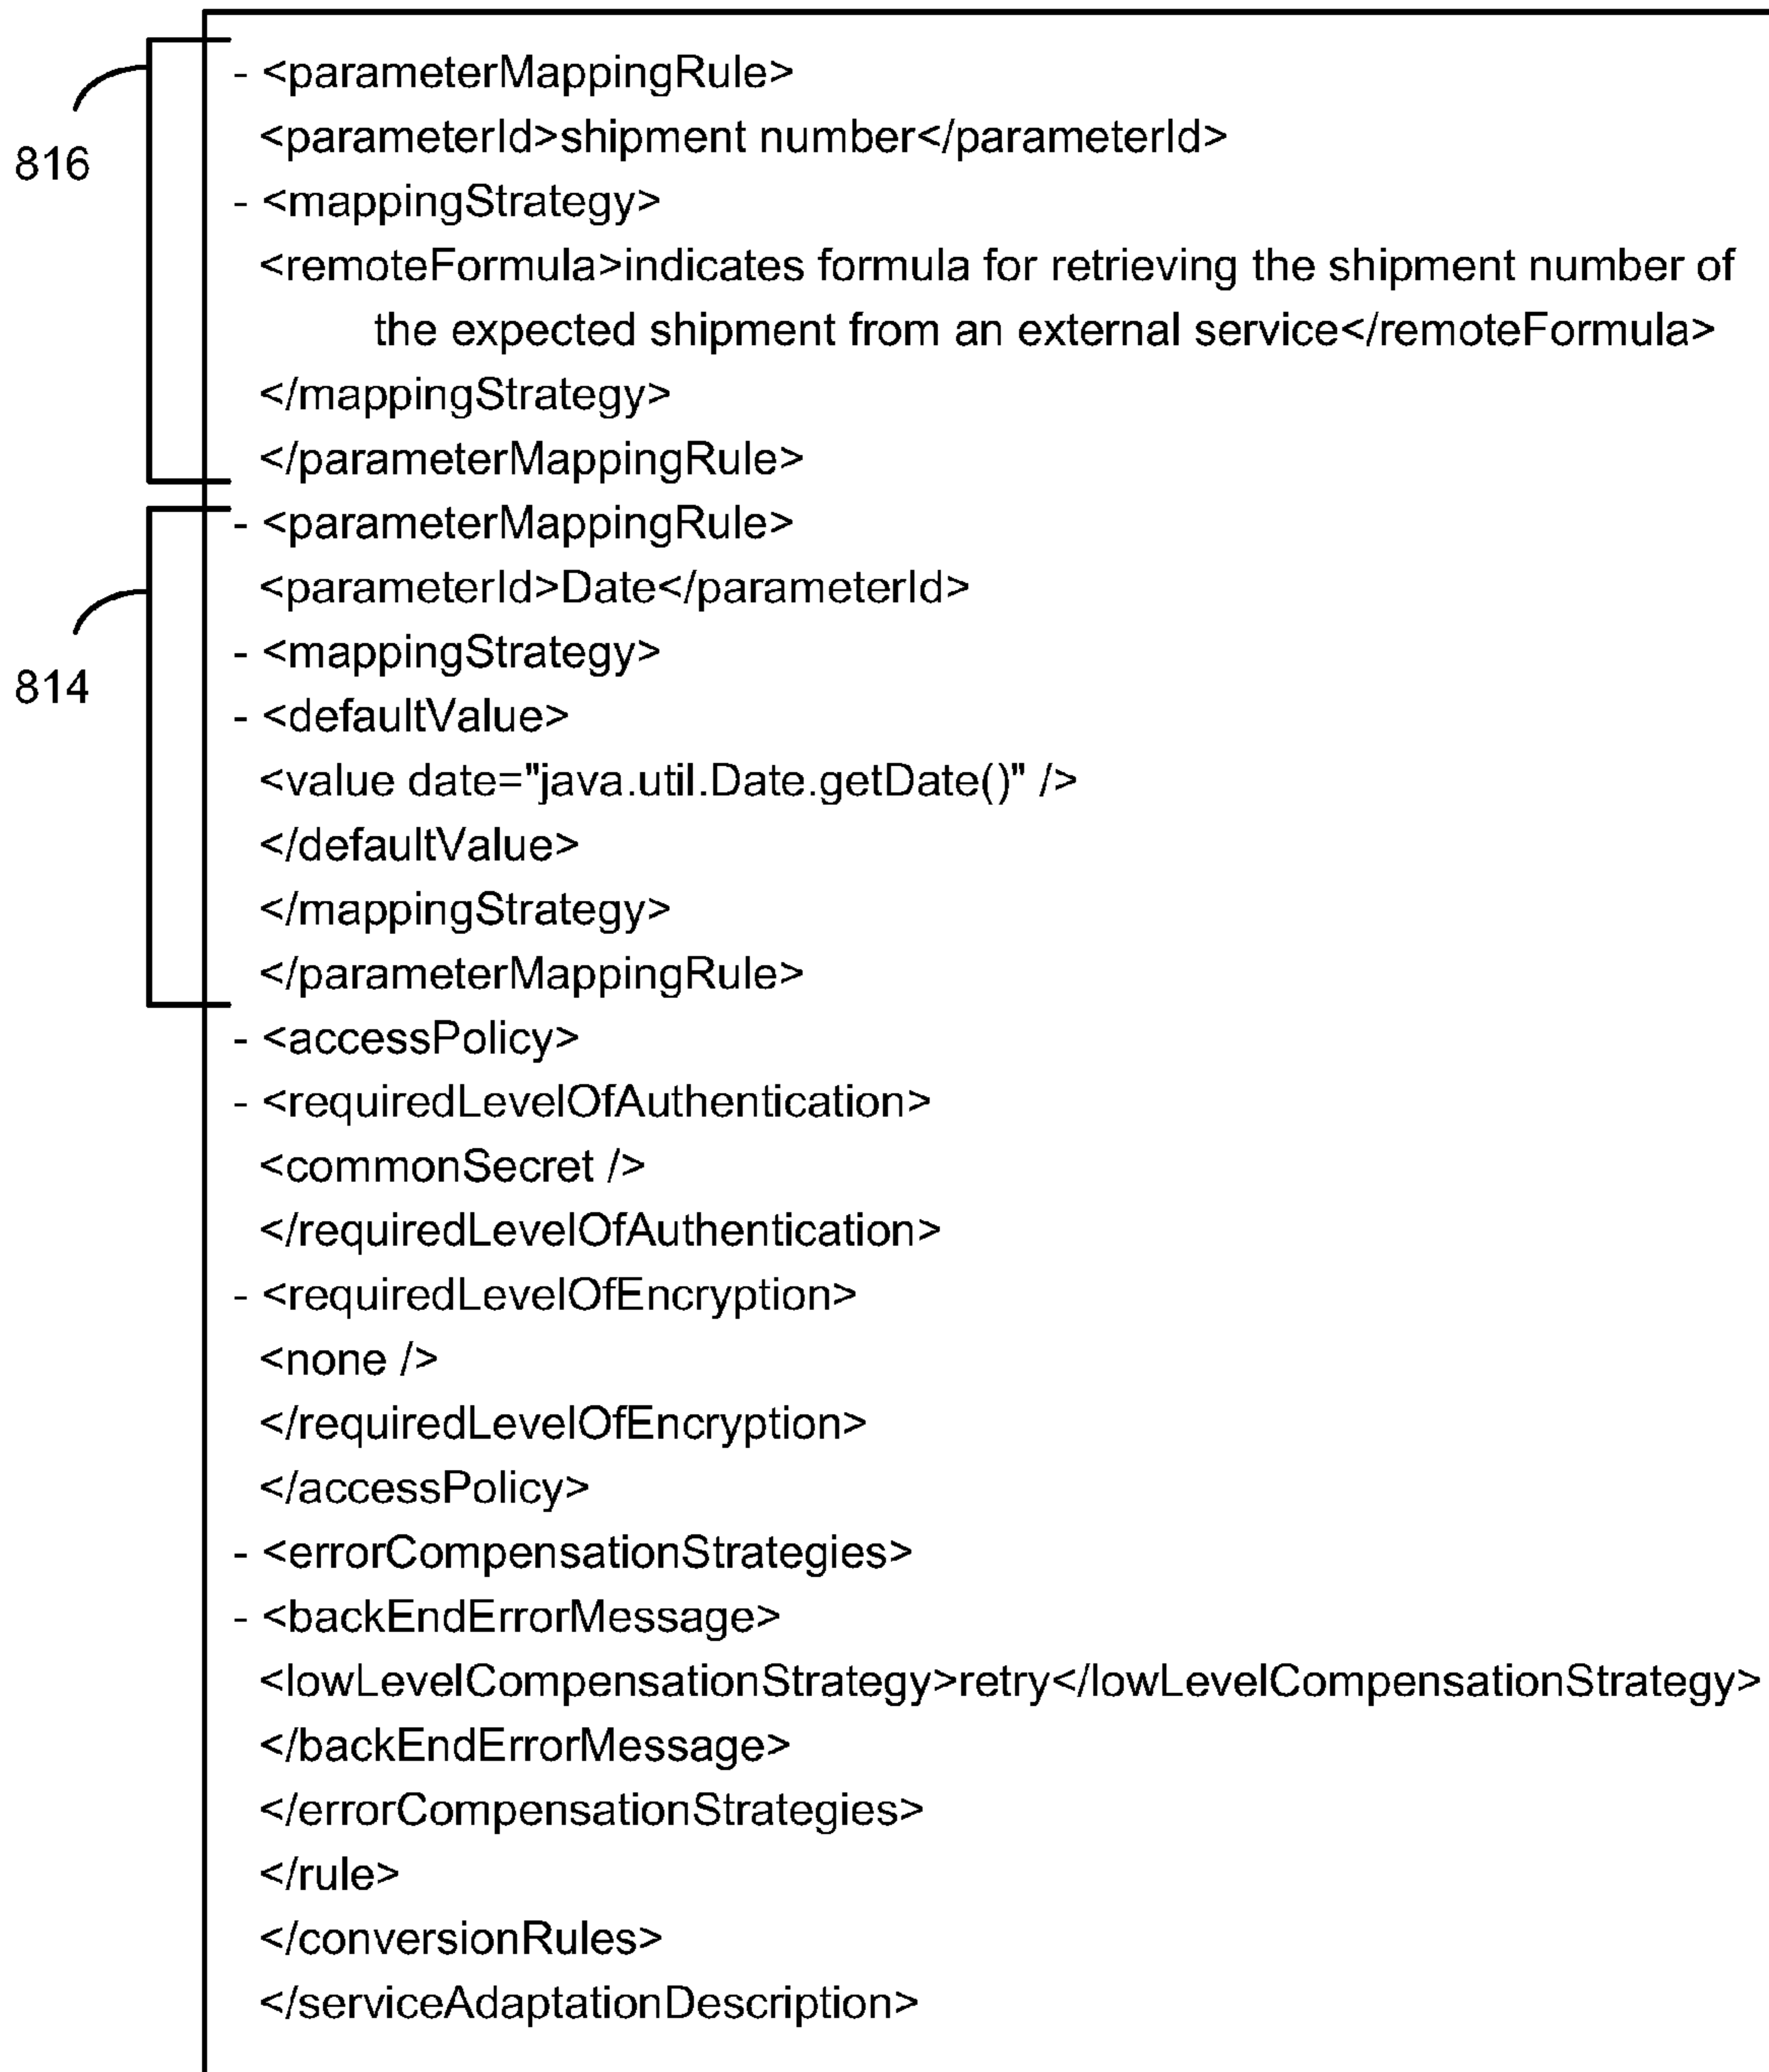 - <parameterMappingRule>
<parameterId>shipment number</parameterId>
816
- <mappingStrategy>
<remoteFormula>indicates formula for retrieving the shipment number of
the expected shipment from an external service</remoteFormula>
</mappingStrategy>
</parameterMappingRule>
- <parameterMappingRule>
<parameterId>Date</parameterId>
- <mappingStrategy>
814
- <defaultValue>
<value date="java.util.Date.getDate()" />
</defaultValue>
</mappingStrategy>
</parameterMappingRule>
- <accessPolicy>
- <requiredLevelOfAuthentication>
<commonSecret />
</requiredLevelOfAuthentication>
- <requiredLevelOfEncryption>
<none />
</requiredLevelOfEncryption>
</accessPolicy>
- <errorCompensationStrategies>
- <backEndErrorMessage>
<lowLevelCompensationStrategy>retry</lowLevelCompensationStrategy>
</backEndErrorMessage>
</errorCompensationStrategies>
</rule>
</conversionRules>
</serviceAdaptationDescription>